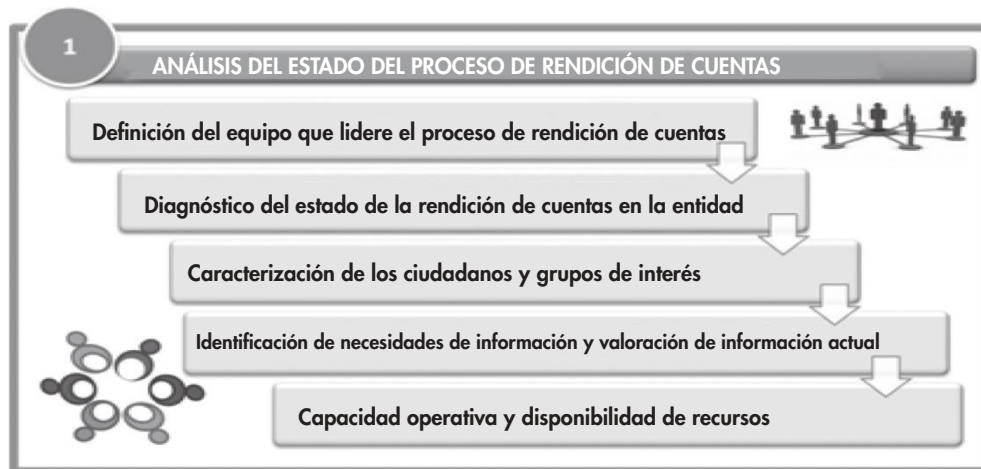 1
ANÁLISIS DEL ESTADO DEL PROCESO DE RENDICIÓN DE CUENTAS
Definición del equipo que lidere el proceso de rendición de cuentas
Diagnóstico del estado de la rendición de cuentas en la entidad
Caracterización de los ciudadanos y grupos de interés
Identificación de necesidades de información y valoración de información actual
Capacidad operativa y disponibilidad de recursos